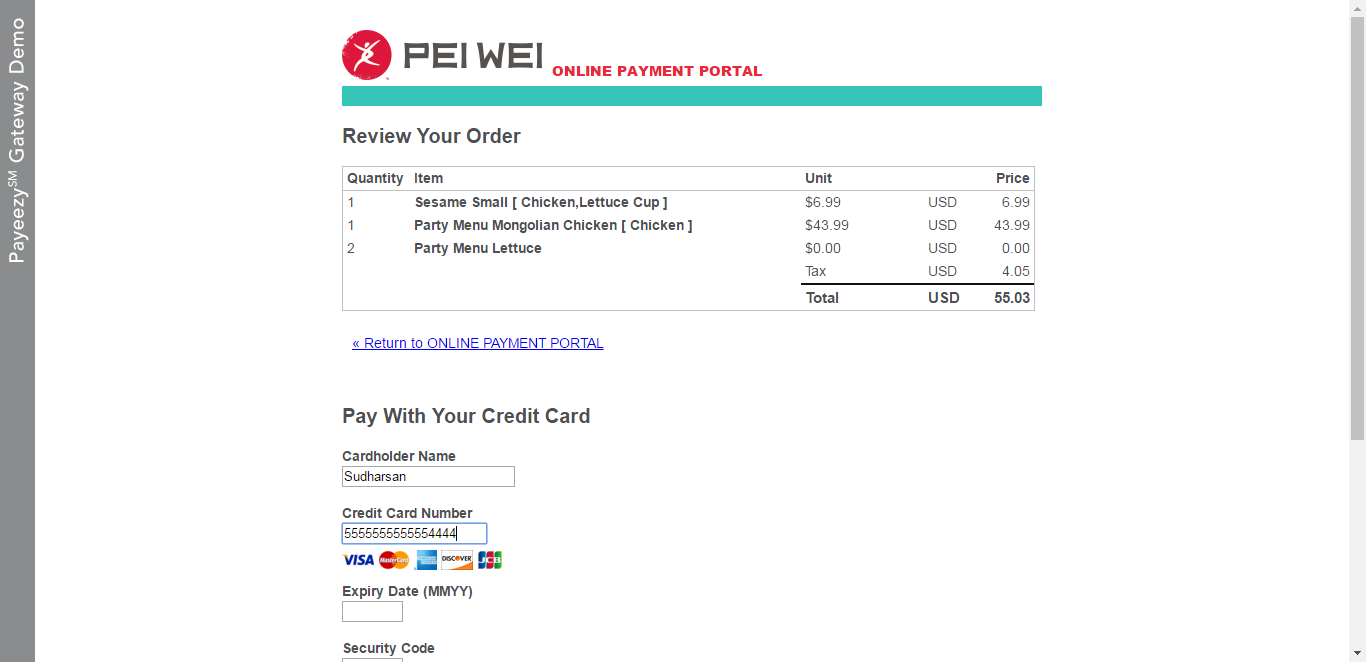 Payeezy SM Gateway Demo
PEI WEI ONLINE PAYMENT PORTAL
Review Your Order
Quantity Item Unit Price
1 Sesame Small [ Chicken,Lettuce Cup ] $6.99 USD 6.99
1 Party Menu Mongolian Chicken [ Chicken ] $43.99 USD 43.99
2 Party Menu Lettuce $0.00 USD 0.00
Tax USD 4.05
Total USD 55.03
« Return to ONLINE PAYMENT PORTAL
Pay With Your Credit Card
Cardholder Name
Sudharsan
Credit Card Number
5555555555554444
VISA MasterCard DISCOVER JCB
Expiry Date (MMYY)
Security Code